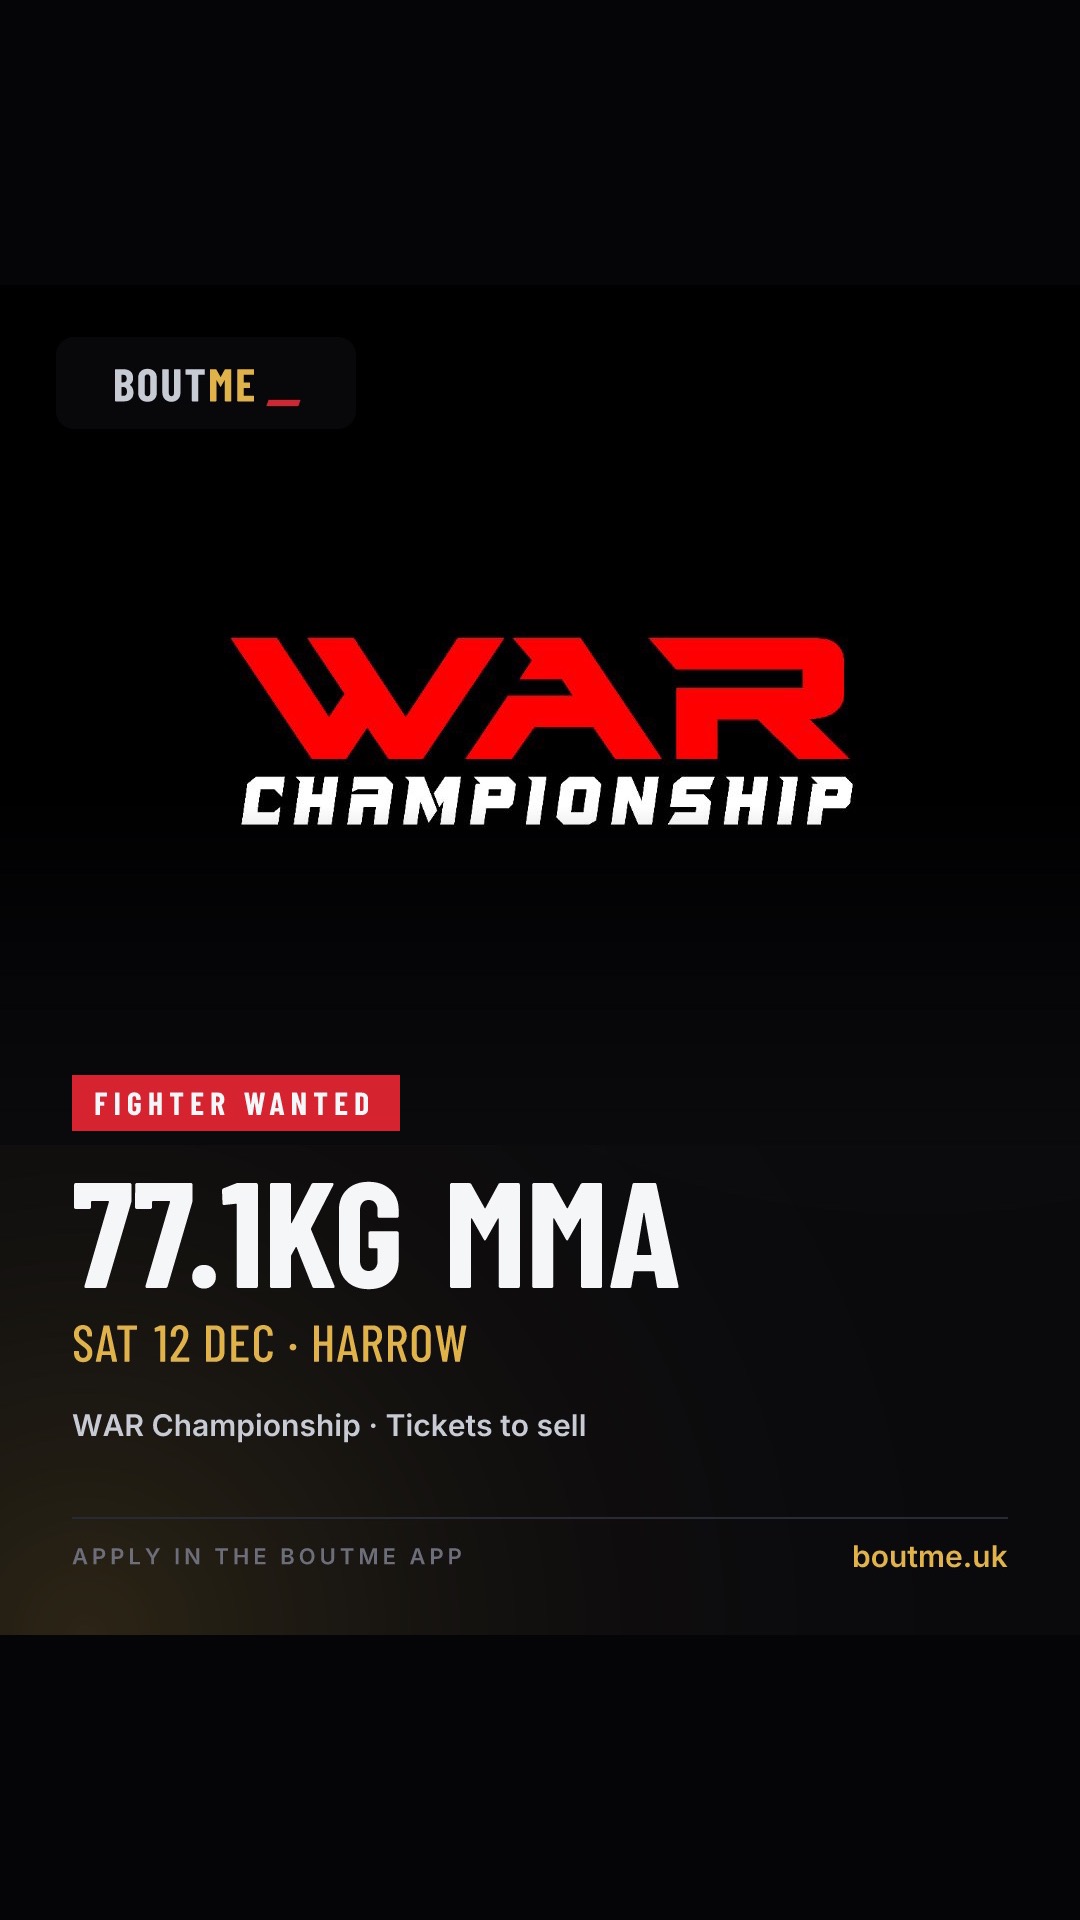 BOUTME
WAR
CHAMPIONSHIP
FIGHTER WANTED
77.1KG MMA
SAT 12 DEC · HARROW
WAR Championship · Tickets to sell
APPLY IN THE BOUTME APP
boutme.uk